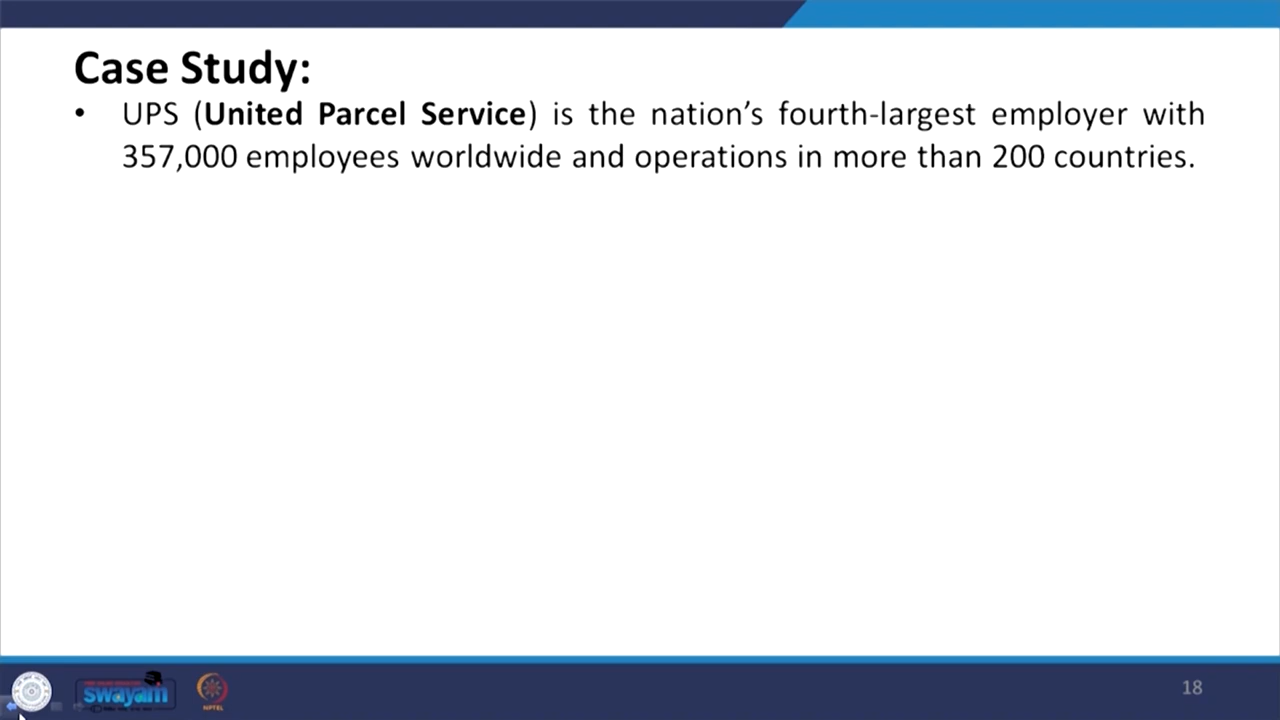 Case Study:
• UPS (United Parcel Service) is the nation's fourth-largest employer with
357,000 employees worldwide and operations in more than 200 countries.
swayam
NPTEL
18